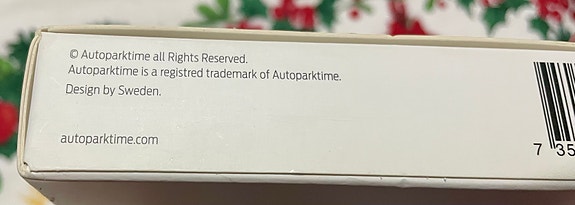 © Autoparktime all Rights Reserved.
Autoparktime is a registred trademark of Autoparktime.
Design by Sweden.
autoparktime.com
7 35